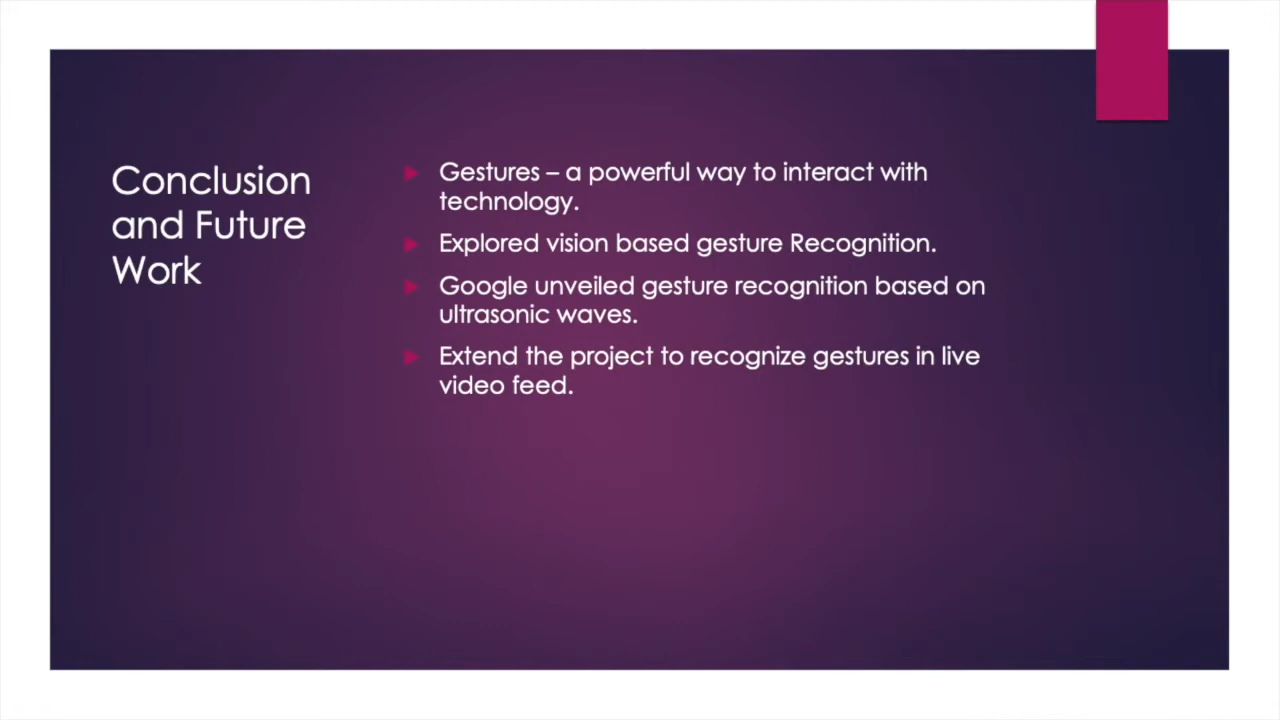 Conclusion
and Future
Work
Gestures – a powerful way to interact with
technology.
Explored vision based gesture Recognition.
Google unveiled gesture recognition based on
ultrasonic waves.
Extend the project to recognize gestures in live
video feed.